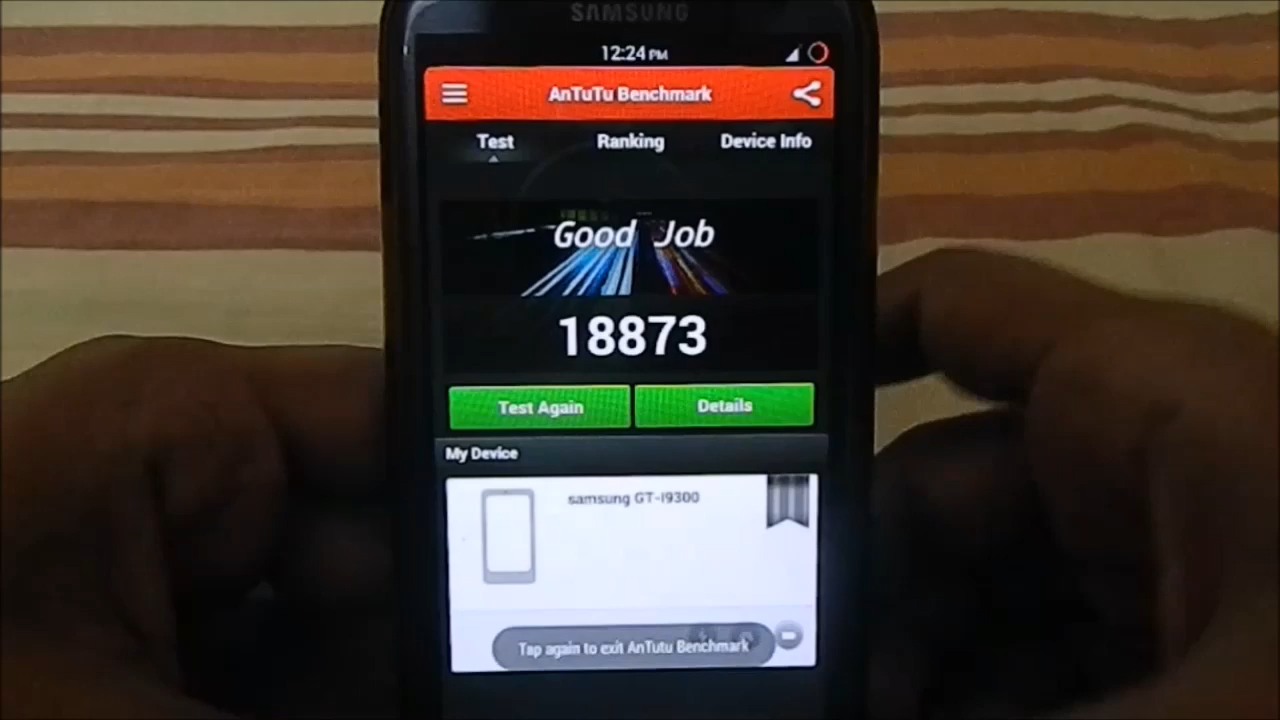 SAMSUNG
12:24 PM
AnTuTu Benchmark
Test Ranking Device Info
Good Job
18873
Test Again Details
My Device
samsung GT-I9300
Tap again to exit AnTutu Benchmark